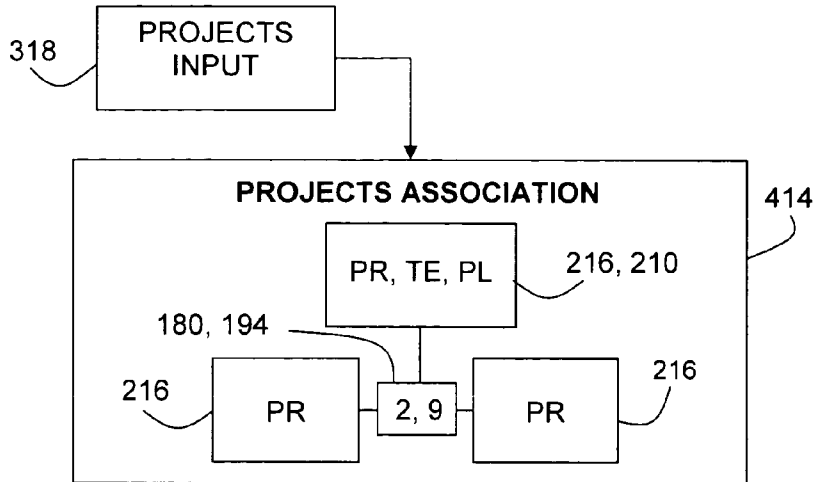 PROJECTS
INPUT
318
PROJECTS ASSOCIATION
414
PR, TE, PL
216, 210
180, 194
216
PR
2, 9
PR
216